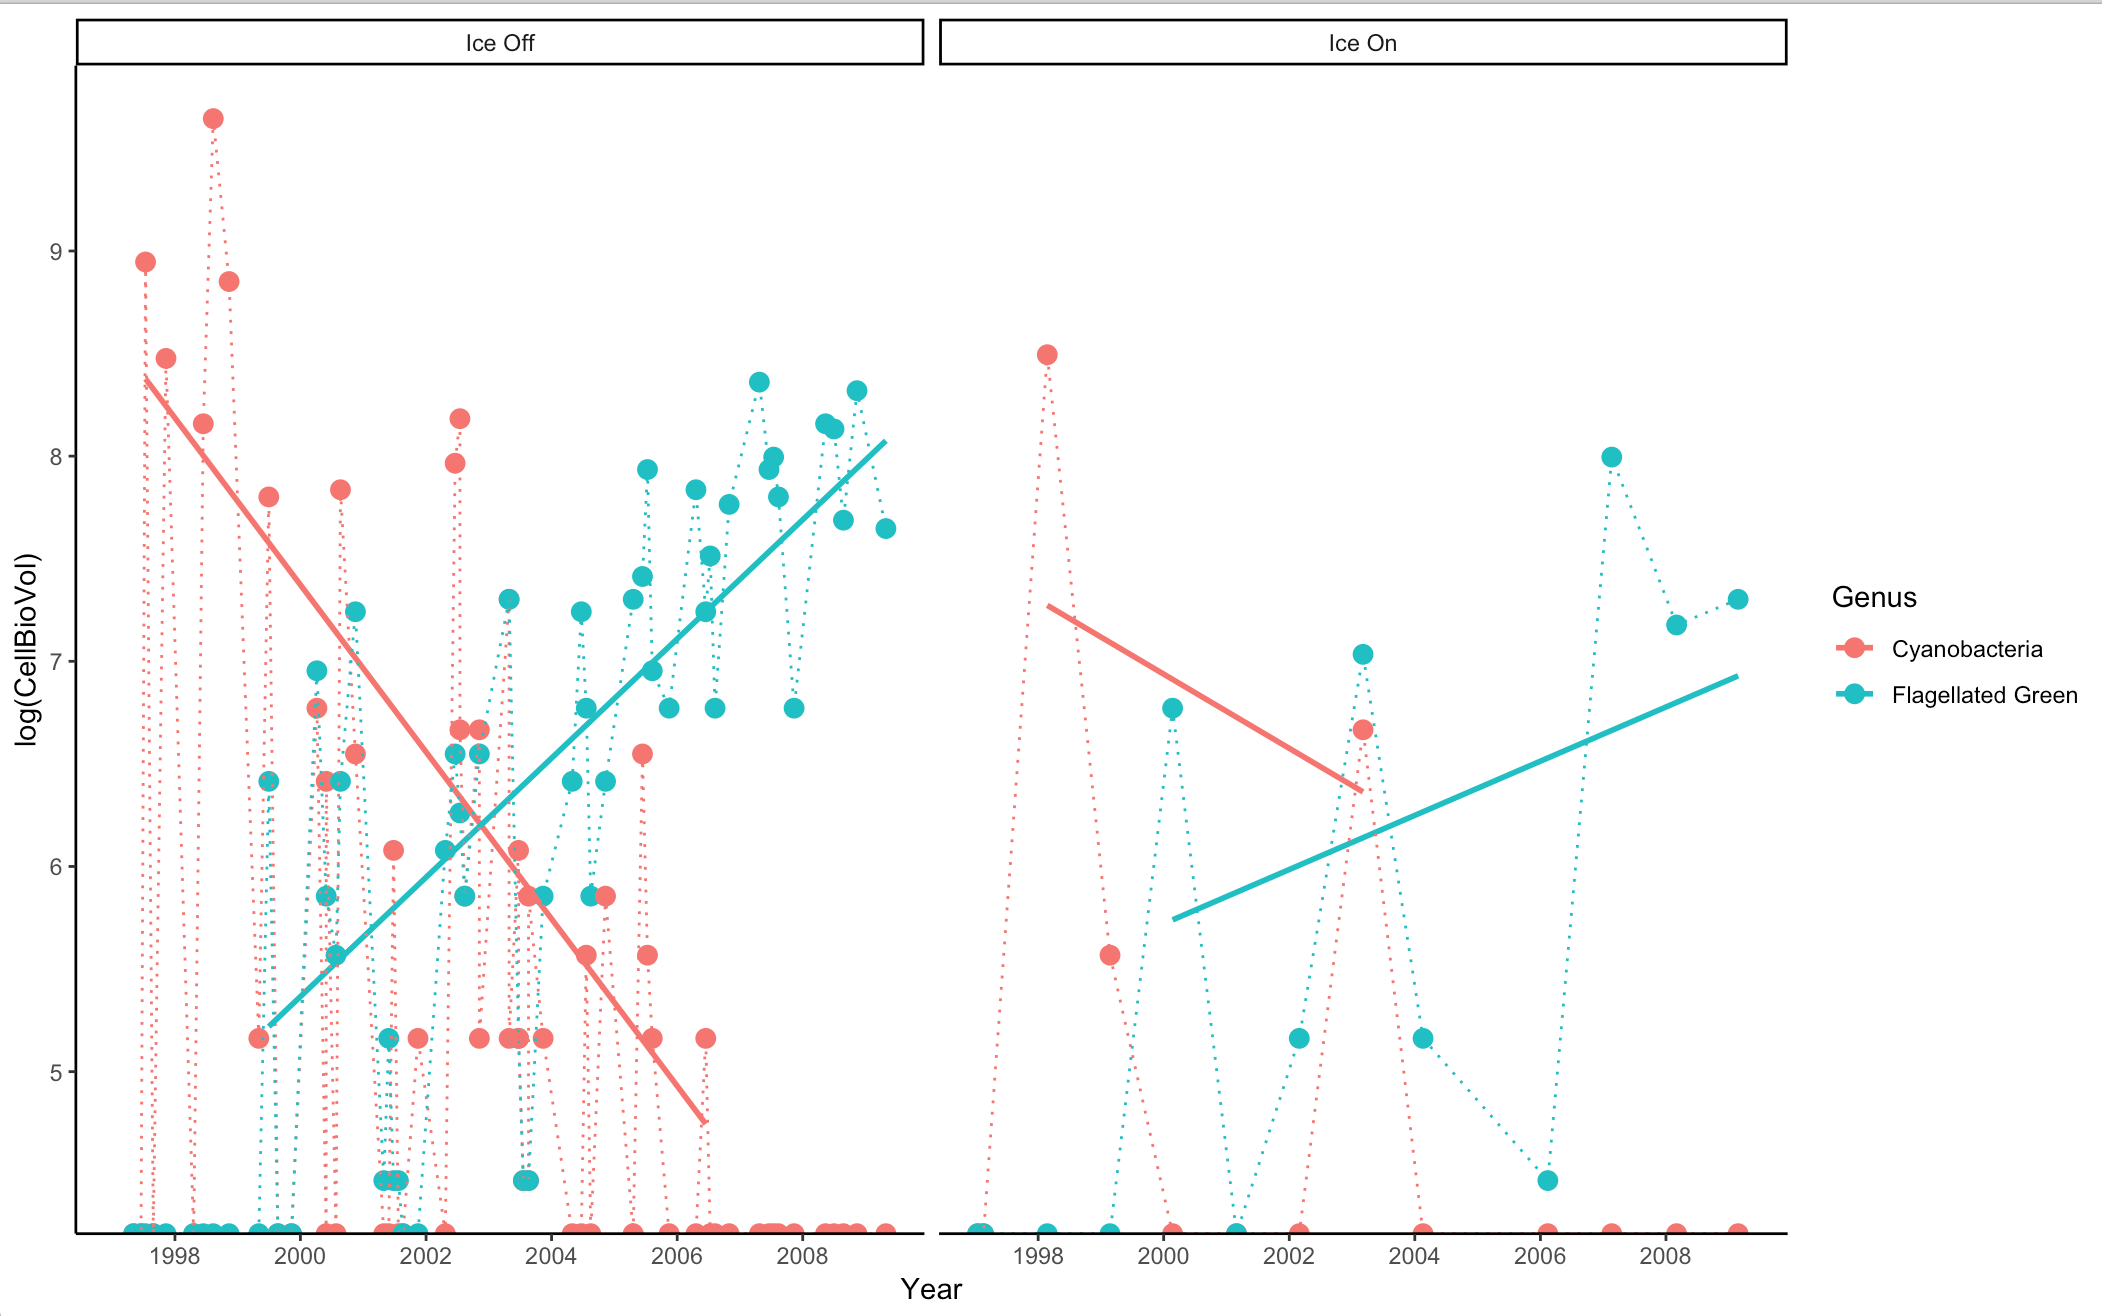 Ice Off
Ice On
log(CellBioVol)
9
8
7
6
5
1998 2000 2002 2004 2006 2008
1998 2000 2002 2004 2006 2008
Year
Genus
Cyanobacteria
Flagellated Green